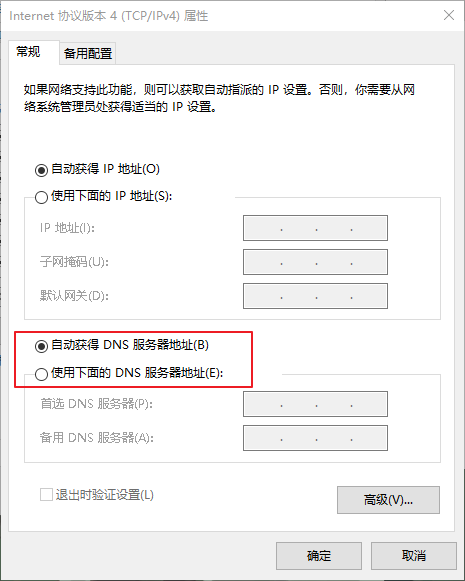 Internet 协议版本 4 (TCP/IPv4) 属性
常规
备用配置
如果网络支持此功能，则可以获取自动指派的 IP 设置。否则，你需要从网
络系统管理员处获得适当的 IP 设置。
自动获得 IP 地址(O)
使用下面的 IP 地址(S):
IP 地址(I):
子网掩码(U):
默认网关(D):
自动获得 DNS 服务器地址(B)
使用下面的 DNS 服务器地址(E):
首选 DNS 服务器(P):
备用 DNS 服务器(A):
退出时验证设置(L)
高级(V)...
确定
取消